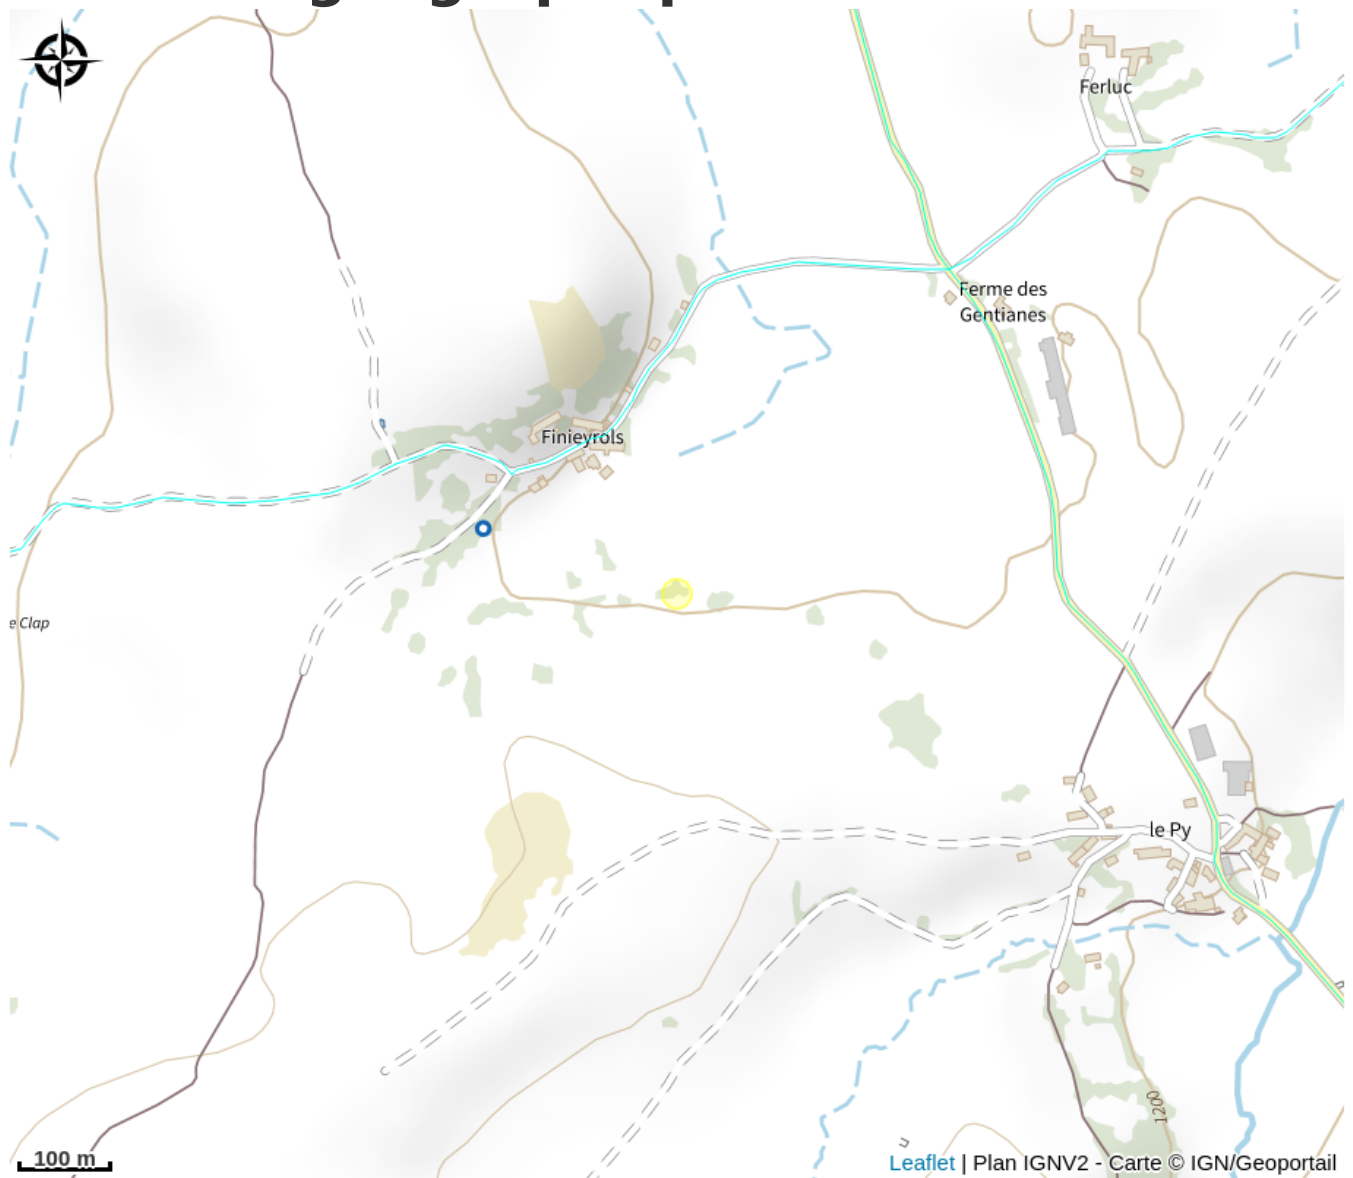 Ferluc
Ferme des
Gentianes
Finieyrols
e Clap
le Py
1200
100 m
Leaflet | Plan IGNV2 - Carte © IGN/Geoportail